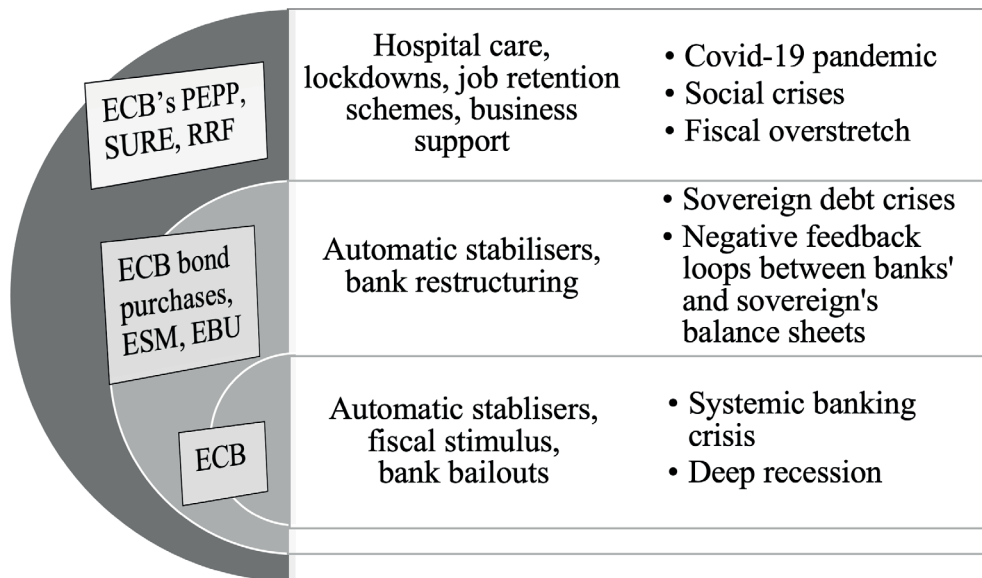 ECB’s PEPP,
SURE, RRF
Hospital care,
lockdowns, job retention
schemes, business
support
• Covid-19 pandemic
• Social crises
• Fiscal overstretch
ECB bond
purchases,
ESM, EBU
Automatic stabilisers,
bank restructuring
• Sovereign debt crises
• Negative feedback
loops between banks'
and sovereign's
balance sheets
ECB
Automatic stablisers,
fiscal stimulus,
bank bailouts
• Systemic banking
crisis
• Deep recession